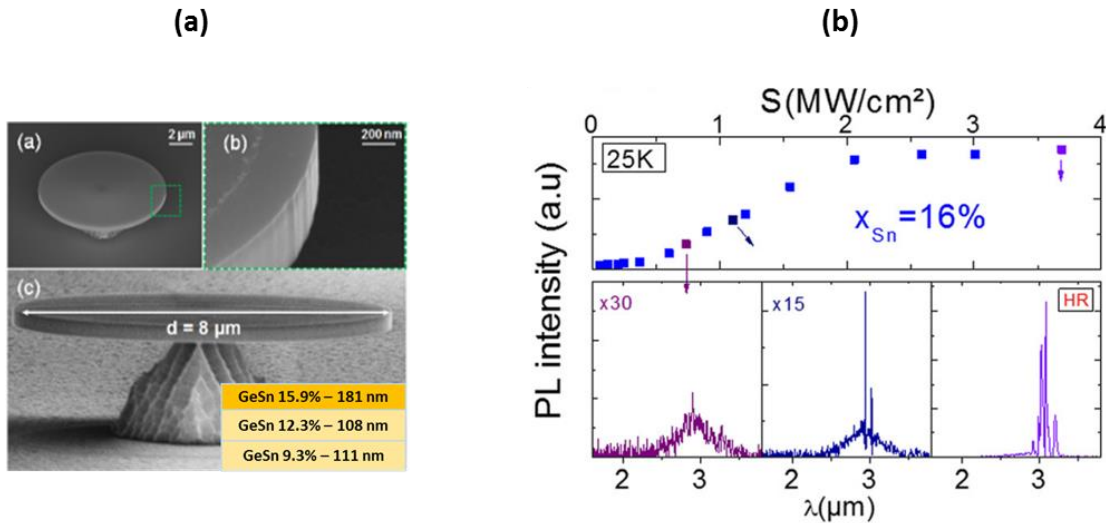 (a)
(b)
(a)
2 µm
(b)
200 nm
(c)
d = 8 µm
GeSn 15.9% – 181 nm
GeSn 12.3% – 108 nm
GeSn 9.3% – 111 nm
S(MW/cm²)
0 1 2 3 4
25K
xSn=16%
PL intensity (a.u)
x30
x15
HR
2 3 2 3 2 3
λ(µm)